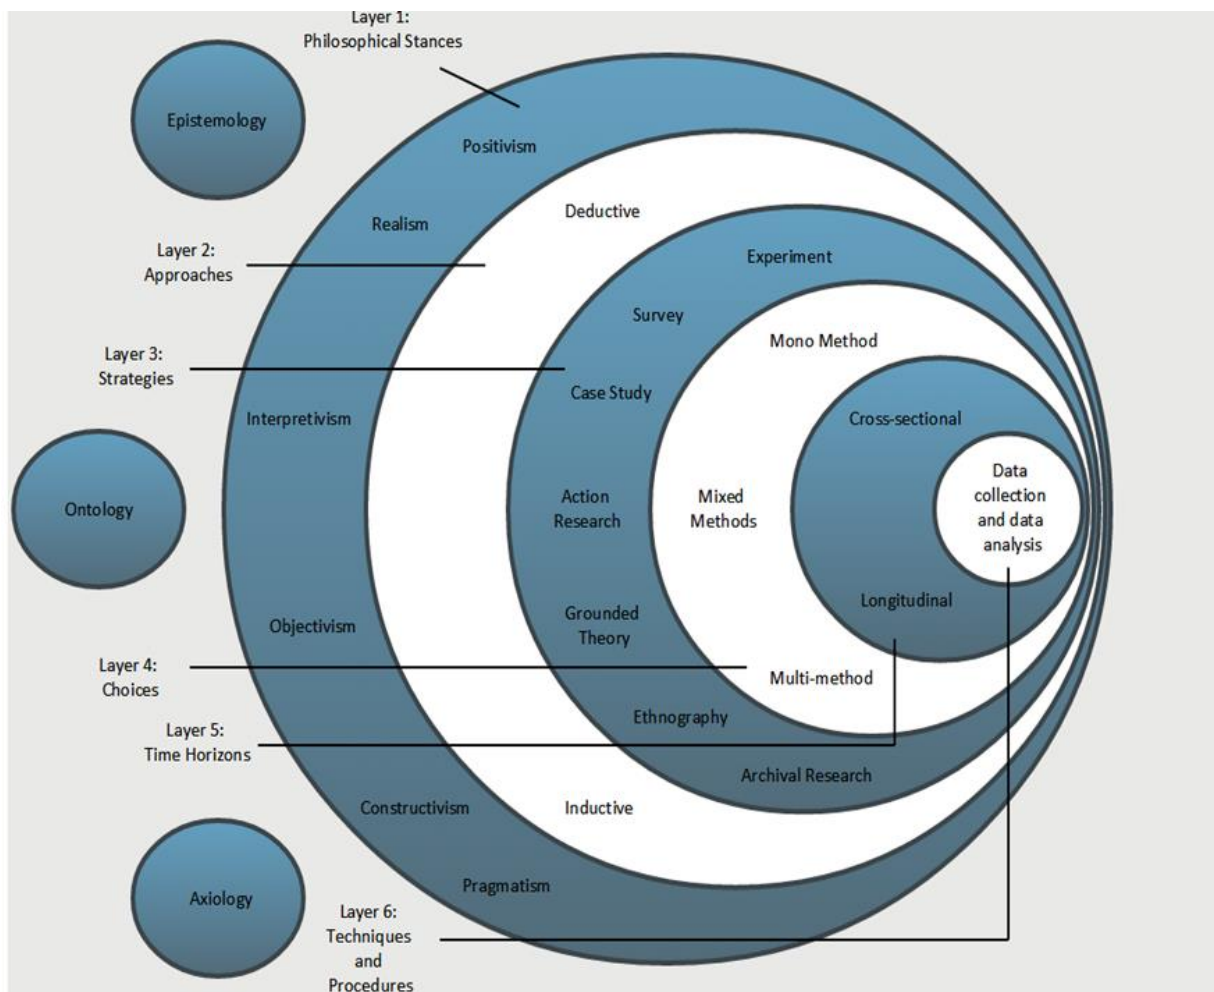 Layer 1:
Philosophical Stances
Epistemology
Positivism
Deductive
Realism
Layer 2:
Approaches
Experiment
Survey
Mono Method
Layer 3:
Strategies
Case Study
Interpretivism
Cross-sectional
Data
collection
and data
analysis
Ontology
Action
Research
Mixed
Methods
Longitudinal
Grounded
Theory
Objectivism
Layer 4:
Choices
Multi-method
Ethnography
Layer 5:
Time Horizons
Archival Research
Constructivism
Inductive
Pragmatism
Axiology
Layer 6:
Techniques
and
Procedures